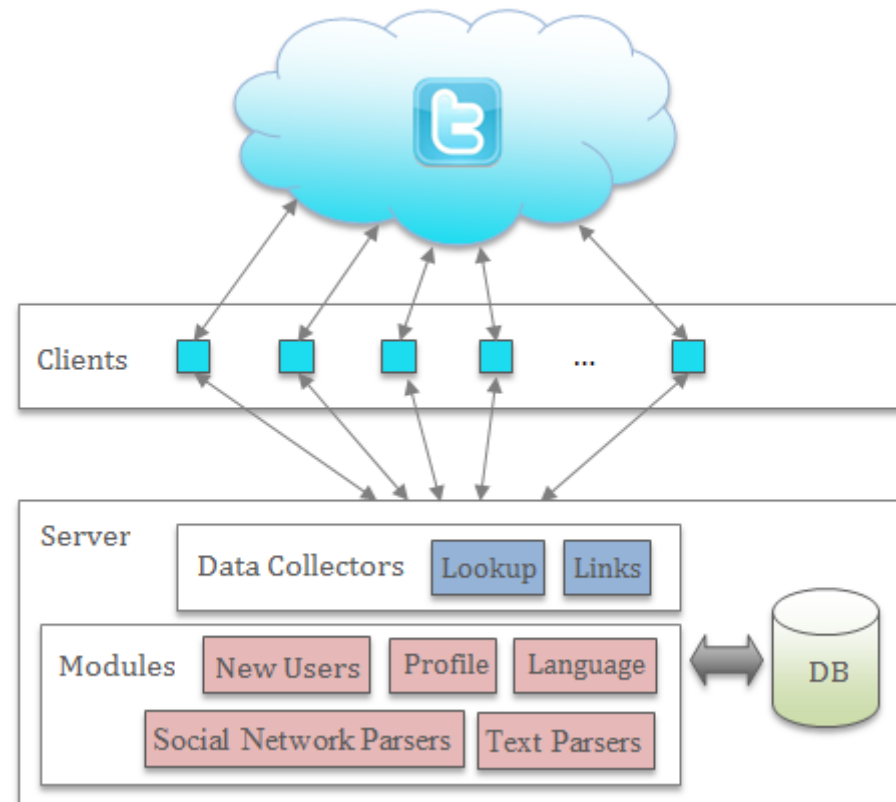 t
Clients
...
Server
Data Collectors Lookup Links
Modules New Users Profile Language
DB
Social Network Parsers Text Parsers